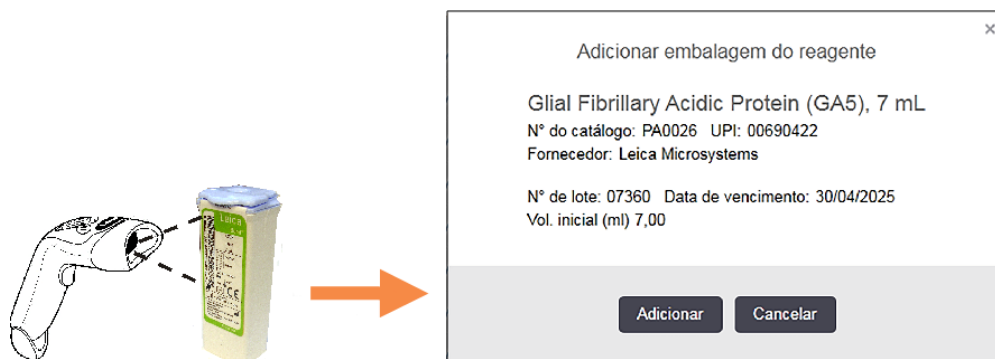 Adicionar embalagem do reagente
Glial Fibrillary Acidic Protein (GA5), 7 mL
N° do catálogo: PA0026 UPI: 00690422
Fornecedor: Leica Microsystems
N° de lote: 07360 Data de vencimento: 30/04/2025
Vol. inicial (ml) 7,00
Adicionar Cancelar
Leica